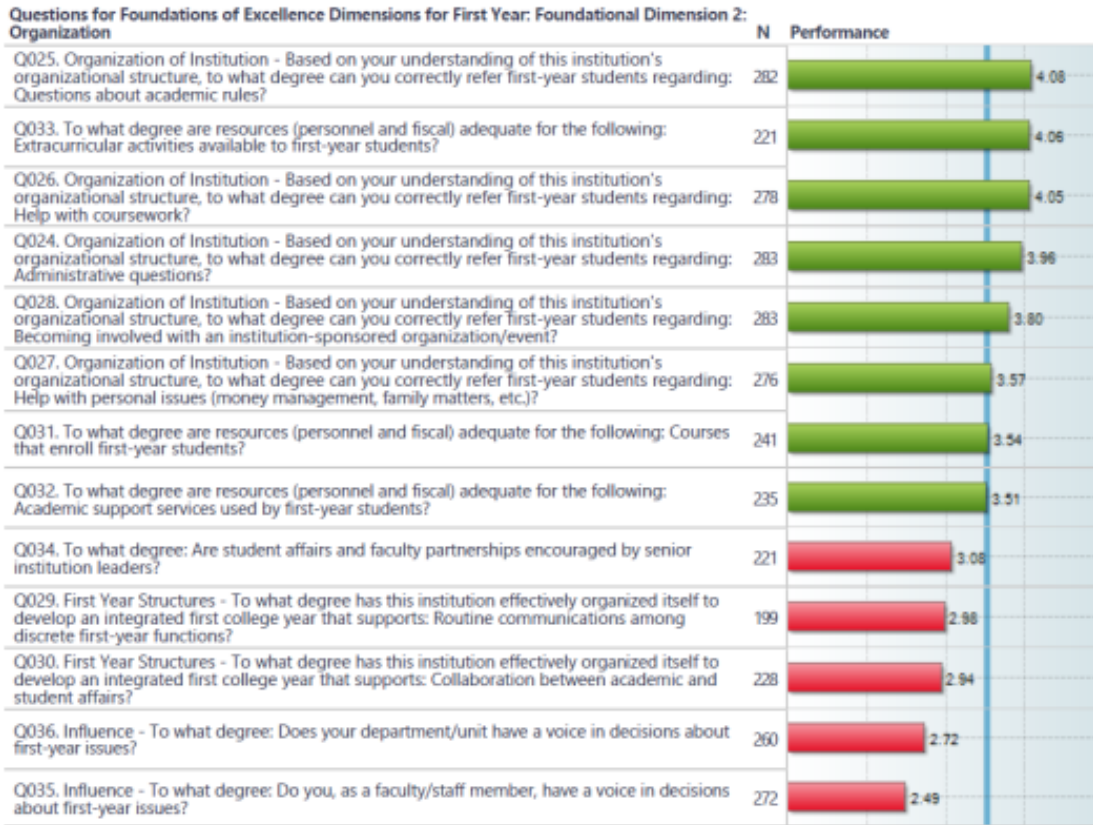 Questions for Foundations of Excellence Dimensions for First Year: Foundational Dimension 2:
Organization N Performance
Q025. Organization of Institution - Based on your understanding of this institution's
organizational structure, to what degree can you correctly refer first-year students regarding: 282 4.08
Questions about academic rules?
Q033. To what degree are resources (personnel and fiscal) adequate for the following: 221 4.06
Extracurricular activities available to first-year students?
Q026. Organization of Institution - Based on your understanding of this institution's
organizational structure, to what degree can you correctly refer first-year students regarding: 278 4.05
Help with coursework?
Q024. Organization of Institution - Based on your understanding of this institution's
organizational structure, to what degree can you correctly refer first-year students regarding: 283 3.96
Administrative questions?
Q028. Organization of Institution - Based on your understanding of this institution's
organizational structure, to what degree can you correctly refer first-year students regarding: 283 3.80
Becoming involved with an institution-sponsored organization/event?
Q027. Organization of Institution - Based on your understanding of this institution's
organizational structure, to what degree can you correctly refer first-year students regarding: 276 3.57
Help with personal issues (money management, family matters, etc.)?
Q031. To what degree are resources (personnel and fiscal) adequate for the following: Courses 241 3.54
that enroll first-year students?
Q032. To what degree are resources (personnel and fiscal) adequate for the following: 235 3.51
Academic support services used by first-year students?
Q034. To what degree: Are student affairs and faculty partnerships encouraged by senior 221 3.08
institution leaders?
Q029. First Year Structures - To what degree has this institution effectively organized itself to
develop an integrated first college year that supports: Routine communications among 199 2.98
discrete first-year functions?
Q030. First Year Structures - To what degree has this institution effectively organized itself to
develop an integrated first college year that supports: Collaboration between academic and 228 2.94
student affairs?
Q036. Influence - To what degree: Does your department/unit have a voice in decisions about 260 2.72
first-year issues?
Q035. Influence - To what degree: Do you, as a faculty/staff member, have a voice in decisions 272 2.49
about first-year issues?